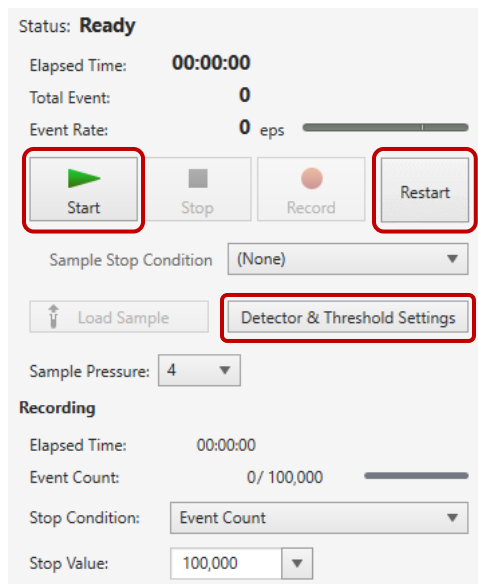 Status: Ready
Elapsed Time: 00:00:00
Total Event: 0
Event Rate: 0 eps
Start Stop Record Restart
Sample Stop Condition (None)
Load Sample Detector & Threshold Settings
Sample Pressure: 4
Recording
Elapsed Time: 00:00:00
Event Count: 0/ 100,000
Stop Condition: Event Count
Stop Value: 100,000